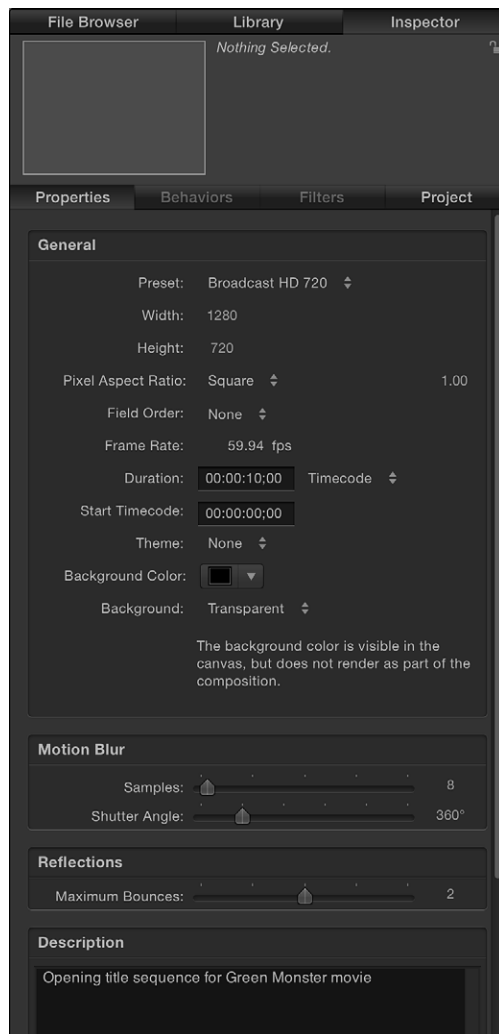 File Browser Library Inspector
Nothing Selected.
Properties Behaviors Filters Project
General
Preset: Broadcast HD 720
Width: 1280
Height: 720
Pixel Aspect Ratio: Square 1.00
Field Order: None
Frame Rate: 59.94 fps
Duration: 00:00:10;00 Timecode
Start Timecode: 00:00:00;00
Theme: None
Background Color:
Background: Transparent
The background color is visible in the
canvas, but does not render as part of the
composition.
Motion Blur
Samples: 8
Shutter Angle: 360°
Reflections
Maximum Bounces: 2
Description
Opening title sequence for Green Monster movie